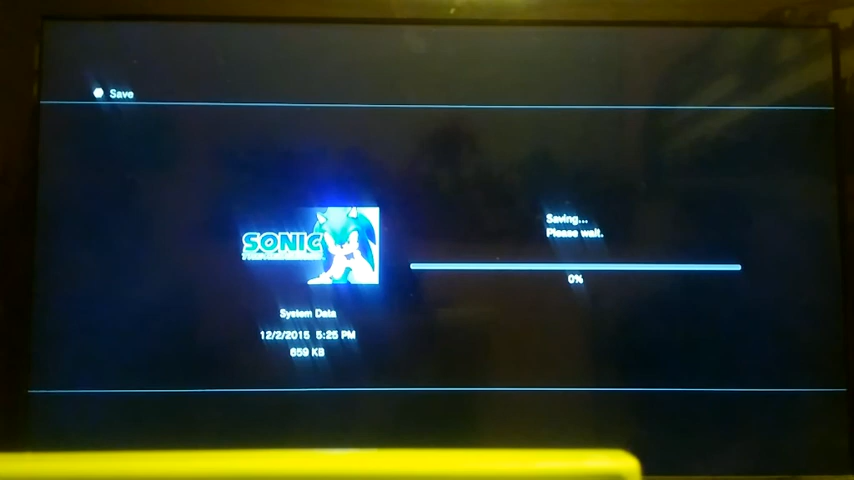 Save
SONIC
Saving...
Please wait.
0%
System Data
12/2/2015 5:25 PM
659 KB